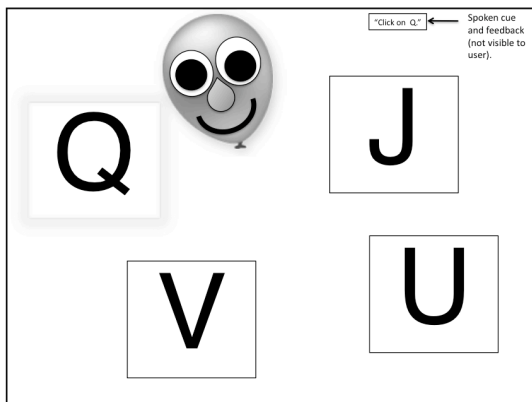 "Click on Q."
Spoken cue
and feedback
(not visible to
user).
Q
J
V
U